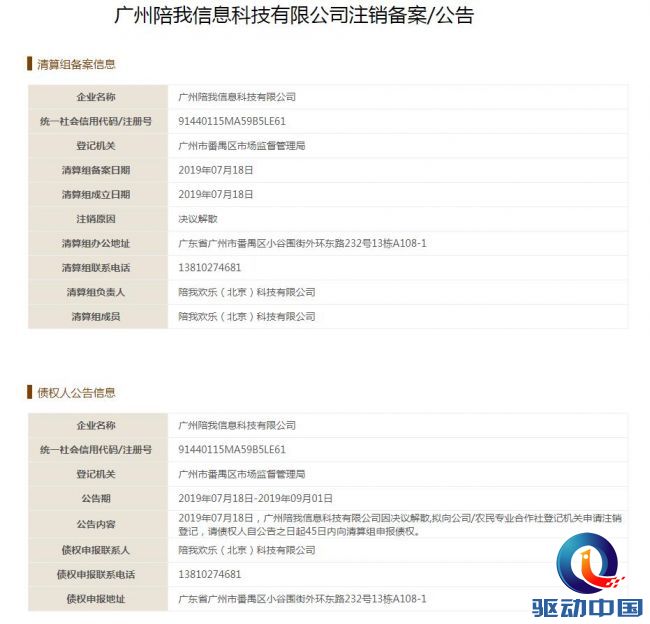 广州陪我信息科技有限公司注销备案/公告
清算组备案信息
企业名称 广州陪我信息科技有限公司
统一社会信用代码/注册号 91440115MA59B5LE61
登记机关 广州市番禺区市场监督管理局
清算组备案日期 2019年07月18日
清算组成立日期 2019年07月18日
注销原因 决议解散
清算组办公地址 广东省广州市番禺区小谷围街外环东路232号13栋A108-1
清算组联系电话 13810274681
清算组负责人 陪我欢乐（北京）科技有限公司
清算组成员 陪我欢乐（北京）科技有限公司
债权人公告信息
企业名称 广州陪我信息科技有限公司
统一社会信用代码/注册号 91440115MA59B5LE61
登记机关 广州市番禺区市场监督管理局
公告期 2019年07月18日-2019年09月01日
公告内容 2019年07月18日，广州陪我信息科技有限公司因决议解散,拟向公司/农民专业合作社登记机关申请注销
登记，请债权人自公告之日起45日内向清算组申报债权。
债权申报联系人 陪我欢乐（北京）科技有限公司
债权申报联系电话 13810274681
债权申报地址 广东省广州市番禺区小谷围街外环东路232号13栋A108-1
驱动中国